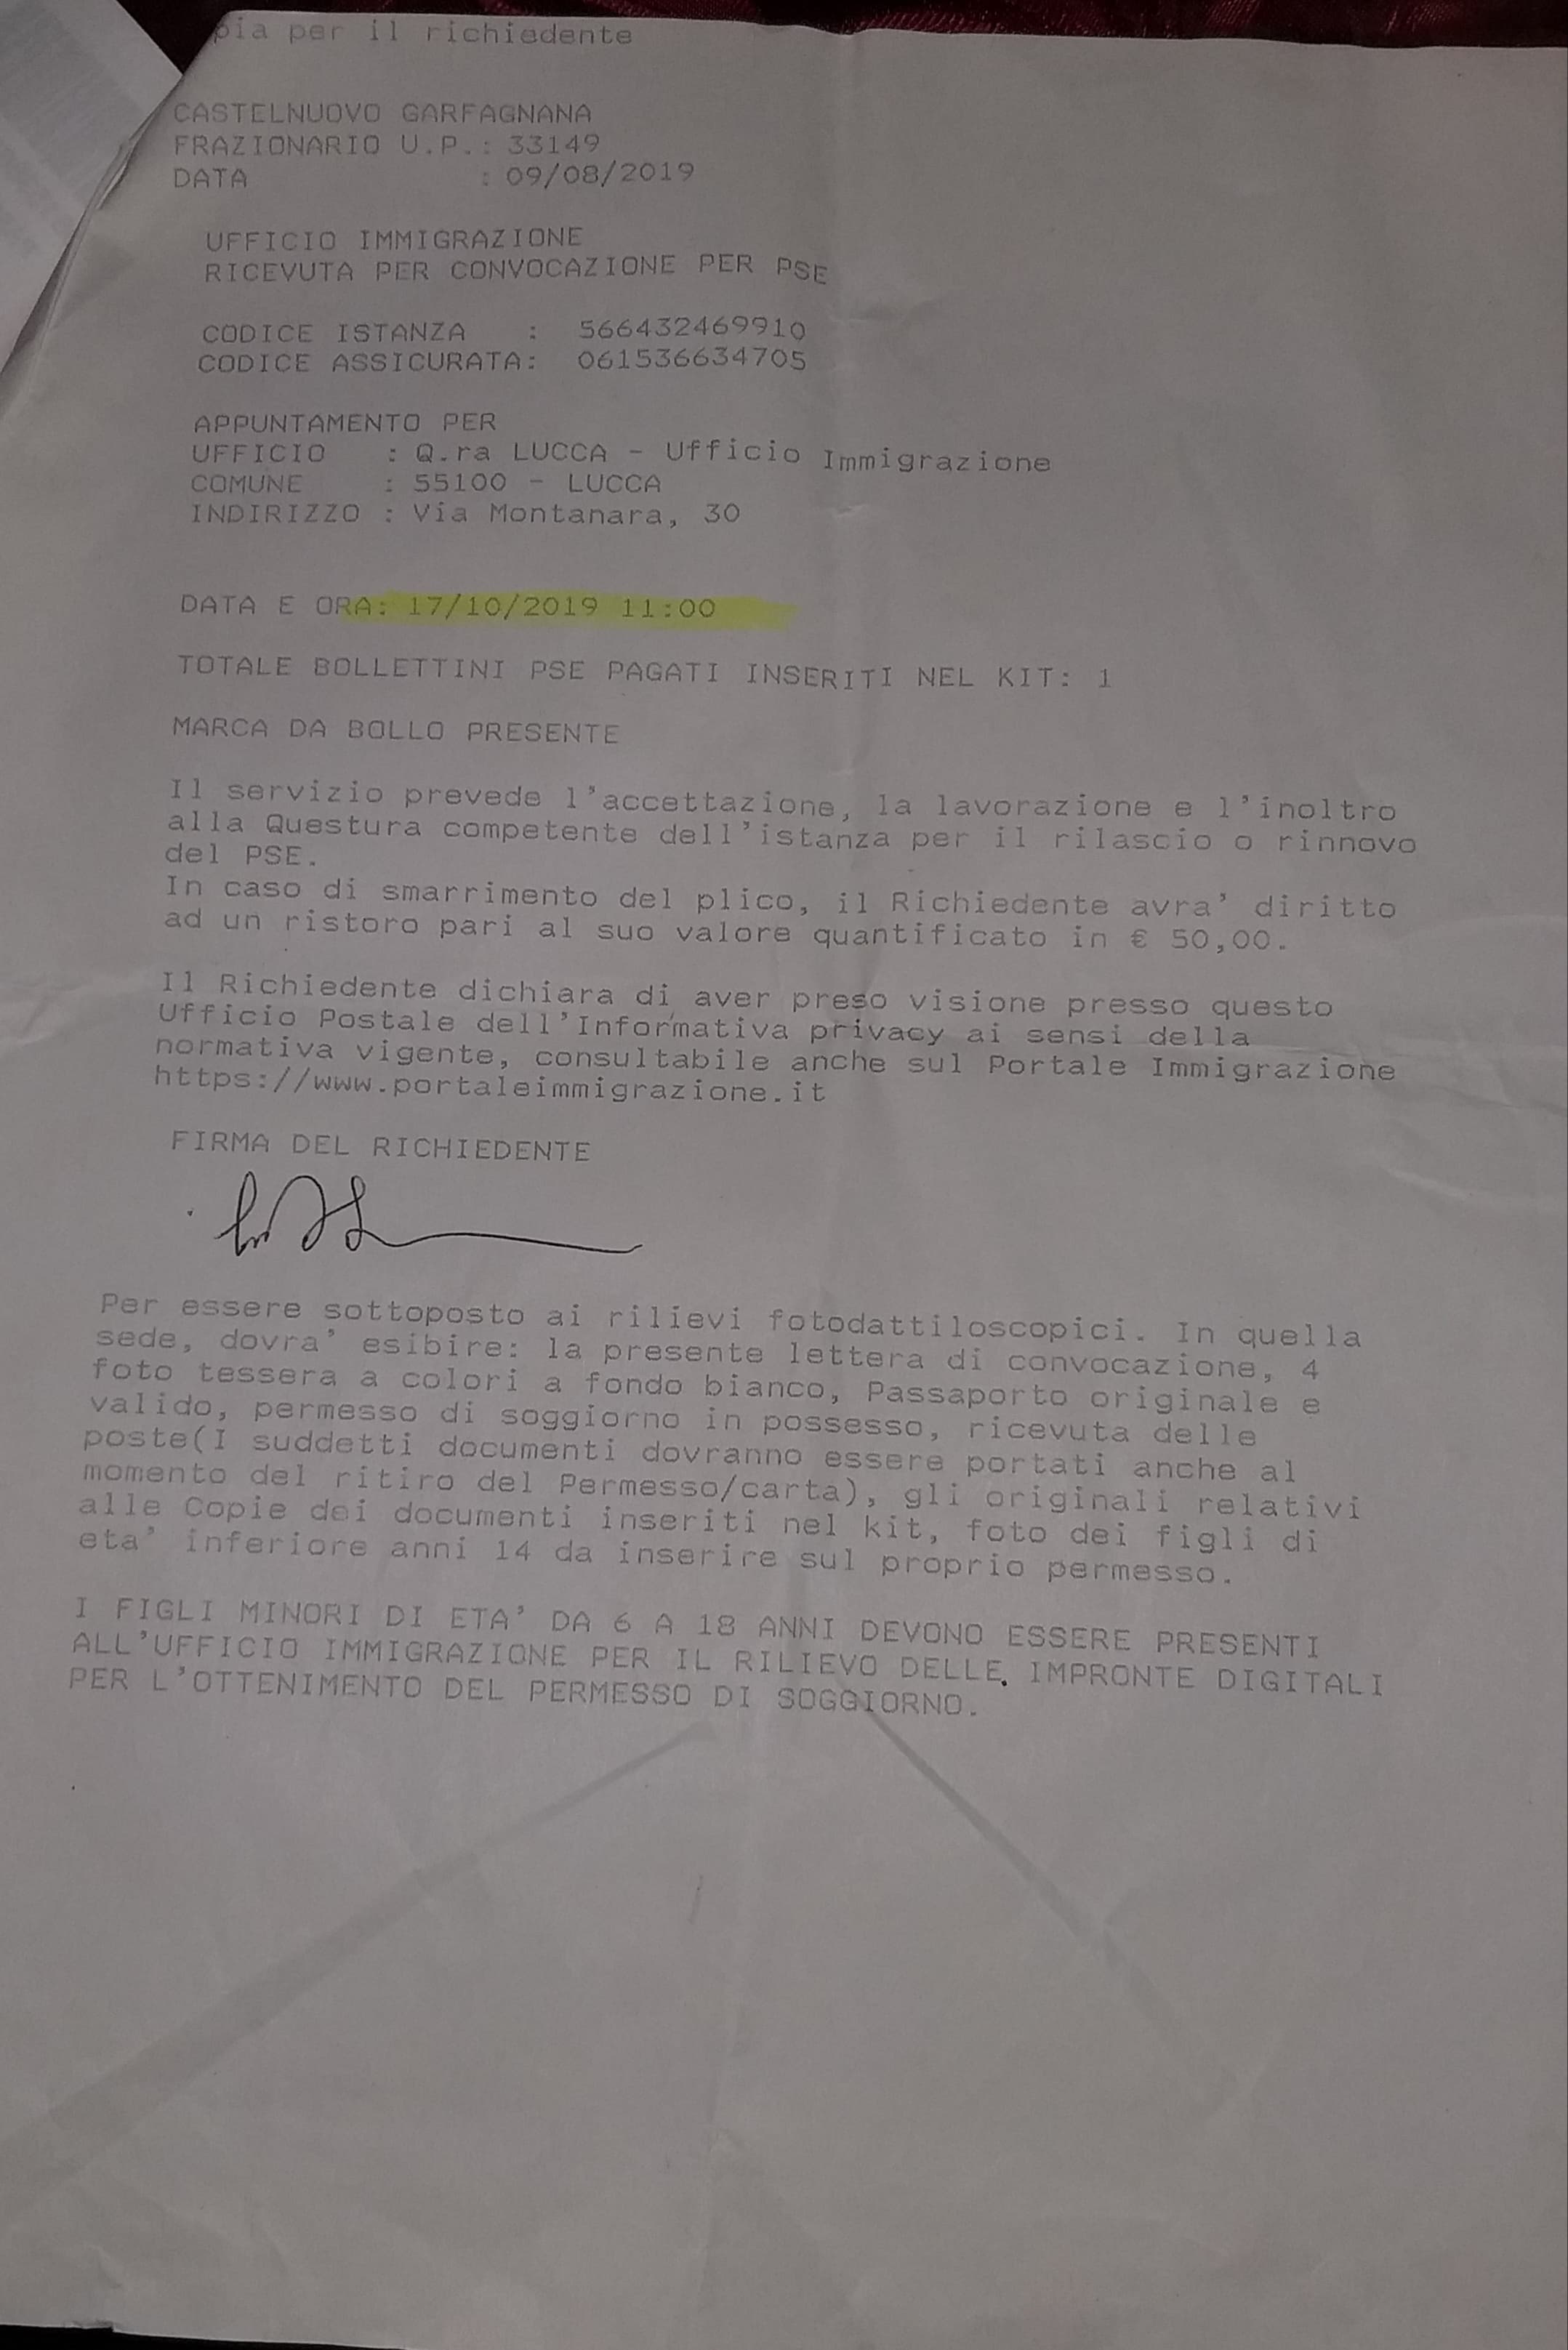 pia per il richiedente
CASTELNUOVO GARFAGNANA
FRAZIONARIO U.P.: 33149
DATA : 09/08/2019
UFFICIO IMMIGRAZIONE
RICEVUTA PER CONVOCAZIONE PER PSE
CODICE ISTANZA : 566432469910
CODICE ASSICURATA: 061536634705
APPUNTAMENTO PER
UFFICIO : Q.ra LUCCA - Ufficio Immigrazione
COMUNE : 55100 - LUCCA
INDIRIZZO : Via Montanara, 30
DATA E ORA: 17/10/2019 11:00
TOTALE BOLLETTINI PSE PAGATI INSERITI NEL KIT: 1
MARCA DA BOLLO PRESENTE
Il servizio prevede l'accettazione, la lavorazione e l'inoltro
alla Questura competente dell'istanza per il rilascio o rinnovo
del PSE.
In caso di smarrimento del plico, il Richiedente avra' diritto
ad un ristoro pari al suo valore quantificato in € 50,00.
Il Richiedente dichiara di aver preso visione presso questo
Ufficio Postale dell'Informativa privacy ai sensi della
normativa vigente, consultabile anche sul Portale Immigrazione
https://www.portaleimmigrazione.it
FIRMA DEL RICHIEDENTE
Per essere sottoposto ai rilievi fotodattiloscopici. In quella
sede, dovra' esibire: la presente lettera di convocazione, 4
foto tessera a colori a fondo bianco, Passaporto originale e
valido, permesso di soggiorno in possesso, ricevuta delle
poste(I suddetti documenti dovranno essere portati anche al
momento del ritiro del Permesso/carta), gli originali relativi
alle Copie dei documenti inseriti nel kit, foto dei figli di
eta' inferiore anni 14 da inserire sul proprio permesso.
I FIGLI MINORI DI ETA' DA 6 A 18 ANNI DEVONO ESSERE PRESENTI
ALL'UFFICIO IMMIGRAZIONE PER IL RILIEVO DELLE IMPRONTE DIGITALI
PER L'OTTENIMENTO DEL PERMESSO DI SOGGIORNO.